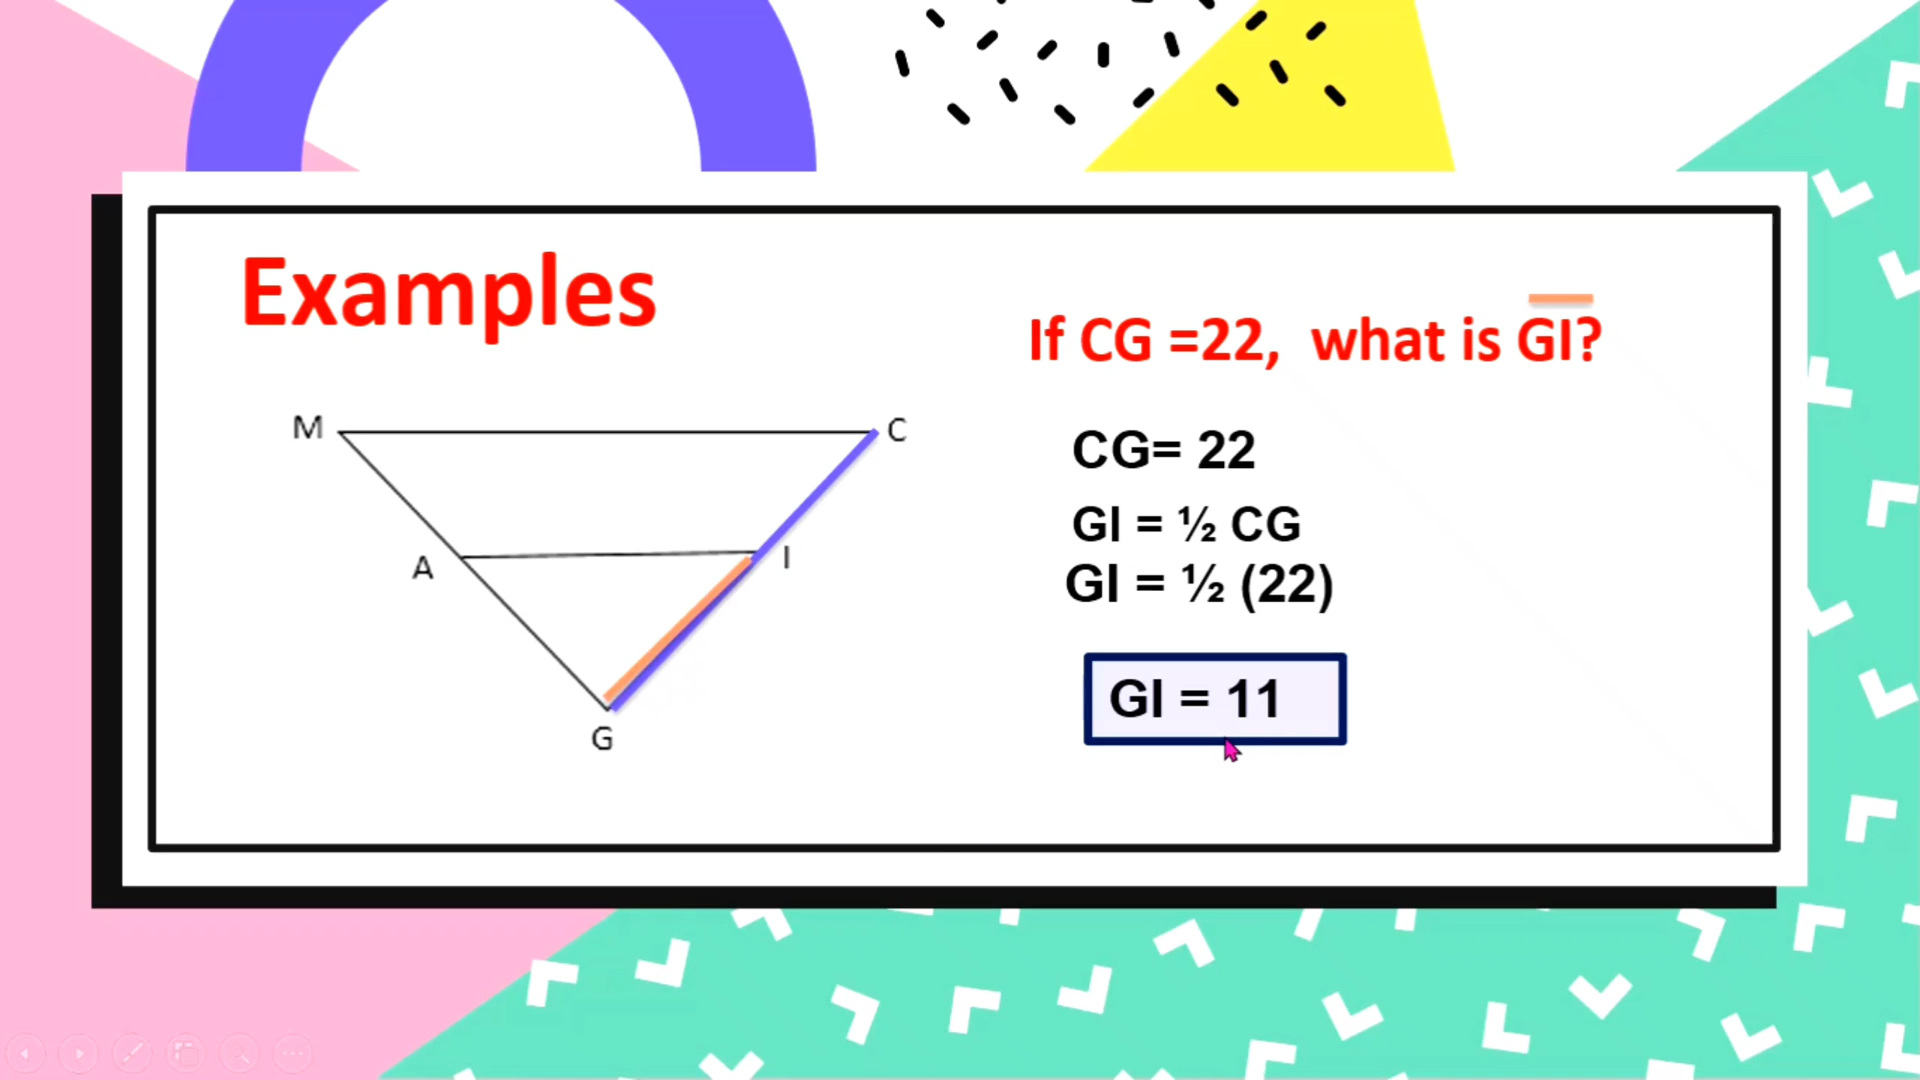 Examples
If CG =22, what is GI?
M
C
A
I
G
CG= 22
GI = ½ CG
GI = ½ (22)
GI = 11